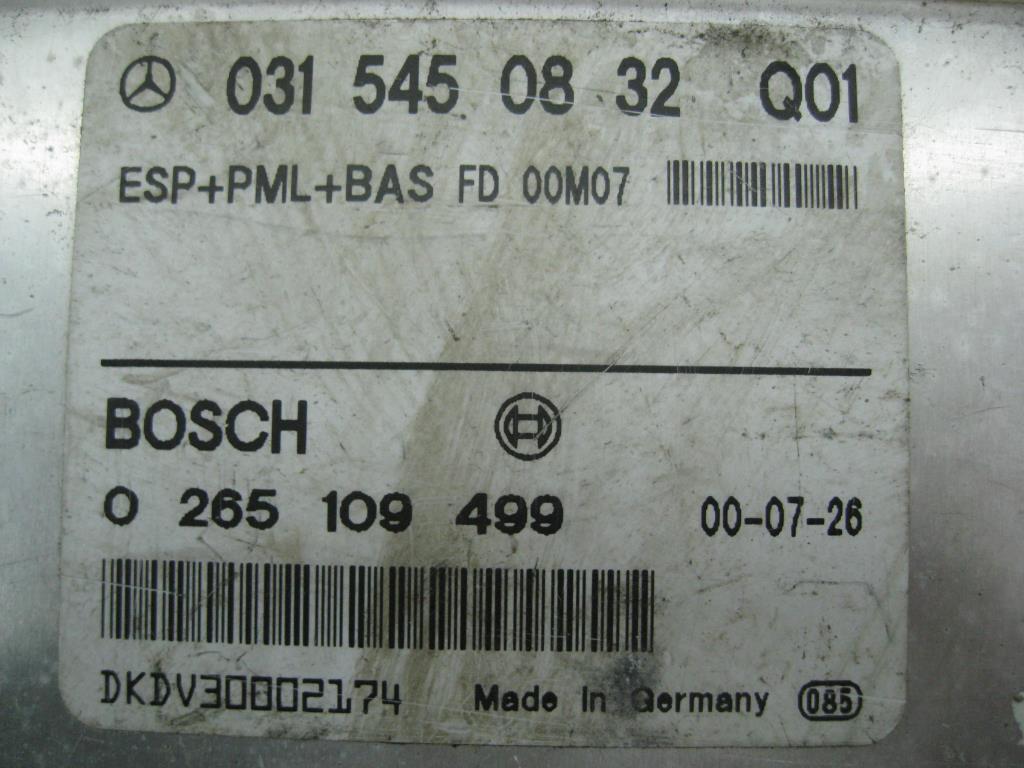 031 545 08 32 Q01
ESP+PML+BAS FD 00M07
BOSCH
0 265 109 499 00-07-26
DKDV30002174 Made In Germany 085